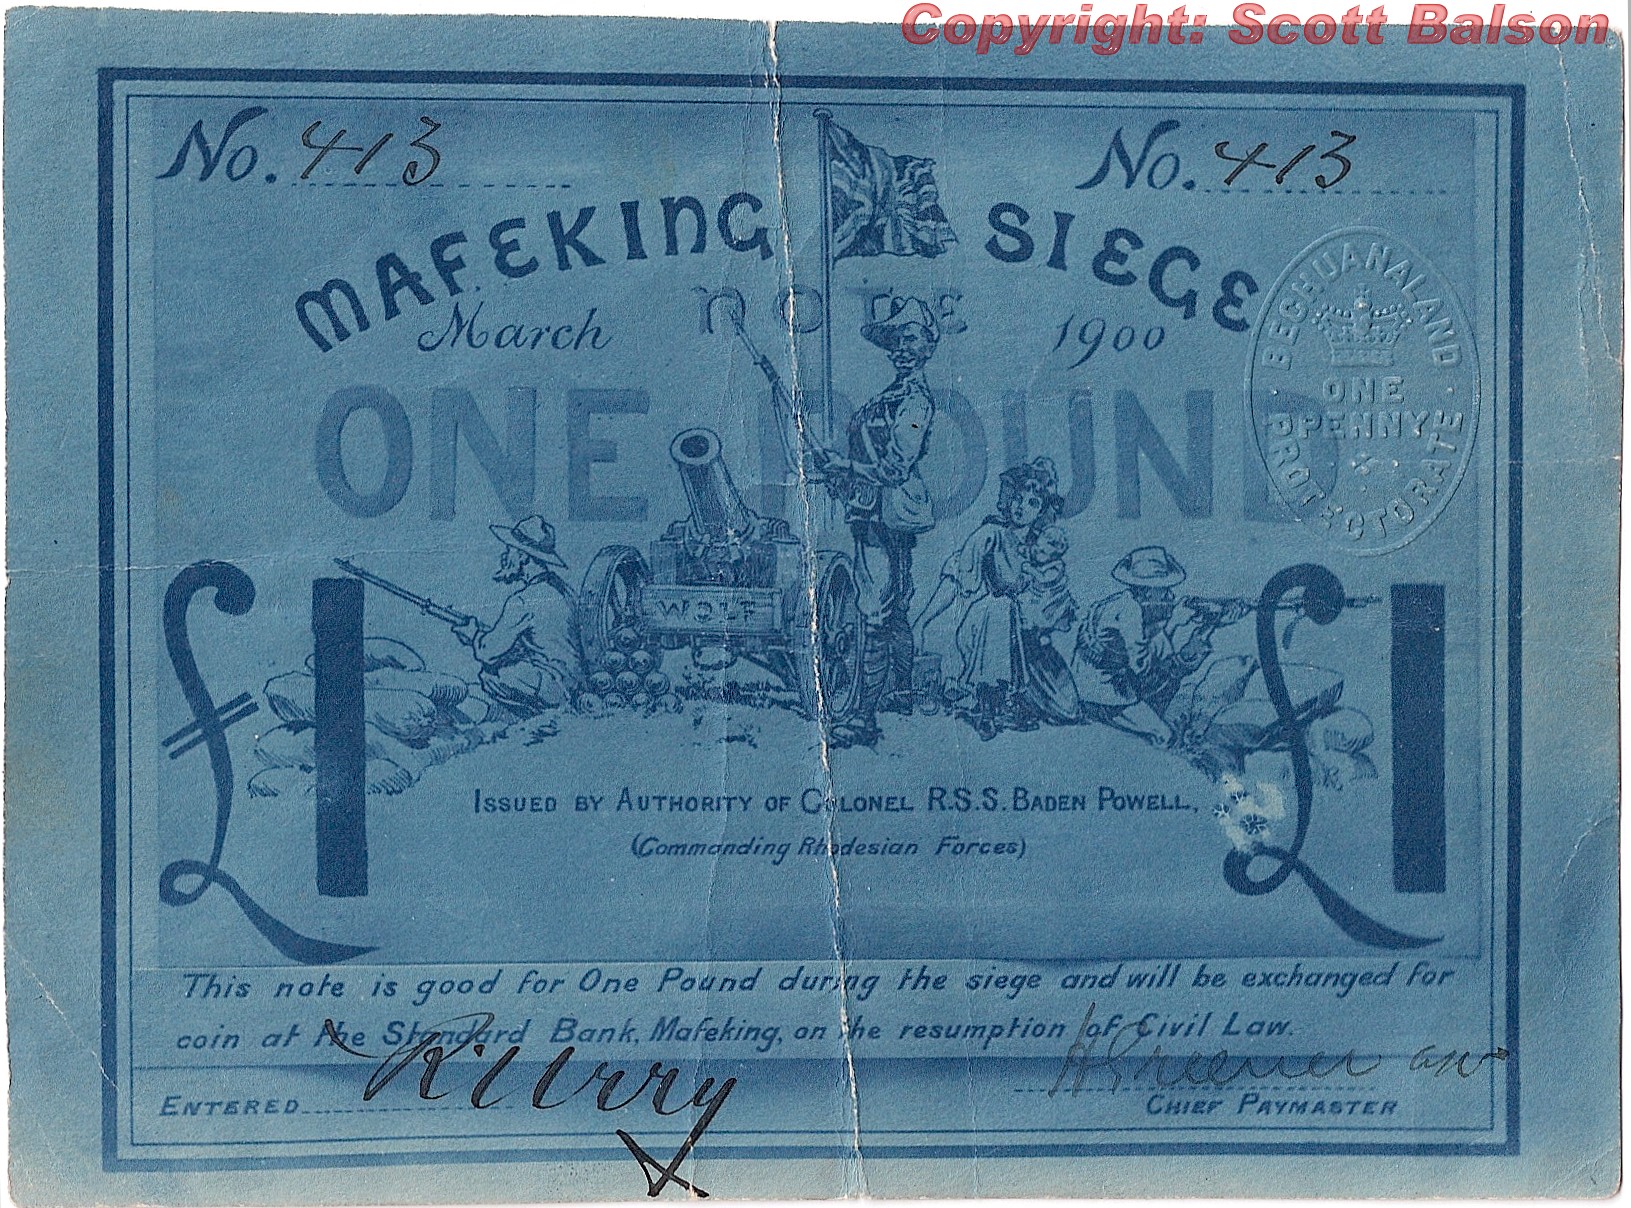 Copyright: Scott Balson
No. 413
No. 413
MAFEKING SIEGE
March NOTE 1900
ONE POUND
BECHUANALAND
ONE
PENNY
PROTECTORATE
WOLF
£1 £1
ISSUED BY AUTHORITY OF COLONEL R.S.S. BADEN POWELL,
(Commanding Rhodesian Forces)
This note is good for One Pound during the siege and will be exchanged for
coin at the Standard Bank, Mafeking, on the resumption of Civil Law.
ENTERED R Urry
H Greener
CHIEF PAYMASTER